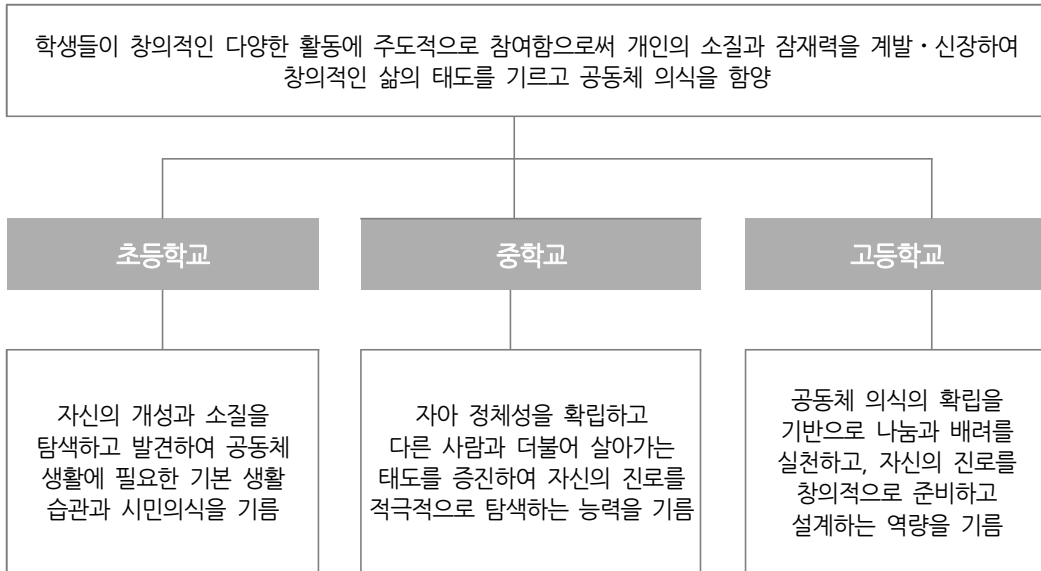 학생들이 창의적인 다양한 활동에 주도적으로 참여함으로써 개인의 소질과 잠재력을 계발・신장하여
창의적인 삶의 태도를 기르고 공동체 의식을 함양
초등학교
중학교
고등학교
자신의 개성과 소질을
탐색하고 발견하여 공동체
생활에 필요한 기본 생활
습관과 시민의식을 기름
자아 정체성을 확립하고
다른 사람과 더불어 살아가는
태도를 증진하여 자신의 진로를
적극적으로 탐색하는 능력을 기름
공동체 의식의 확립을
기반으로 나눔과 배려를
실천하고, 자신의 진로를
창의적으로 준비하고
설계하는 역량을 기름